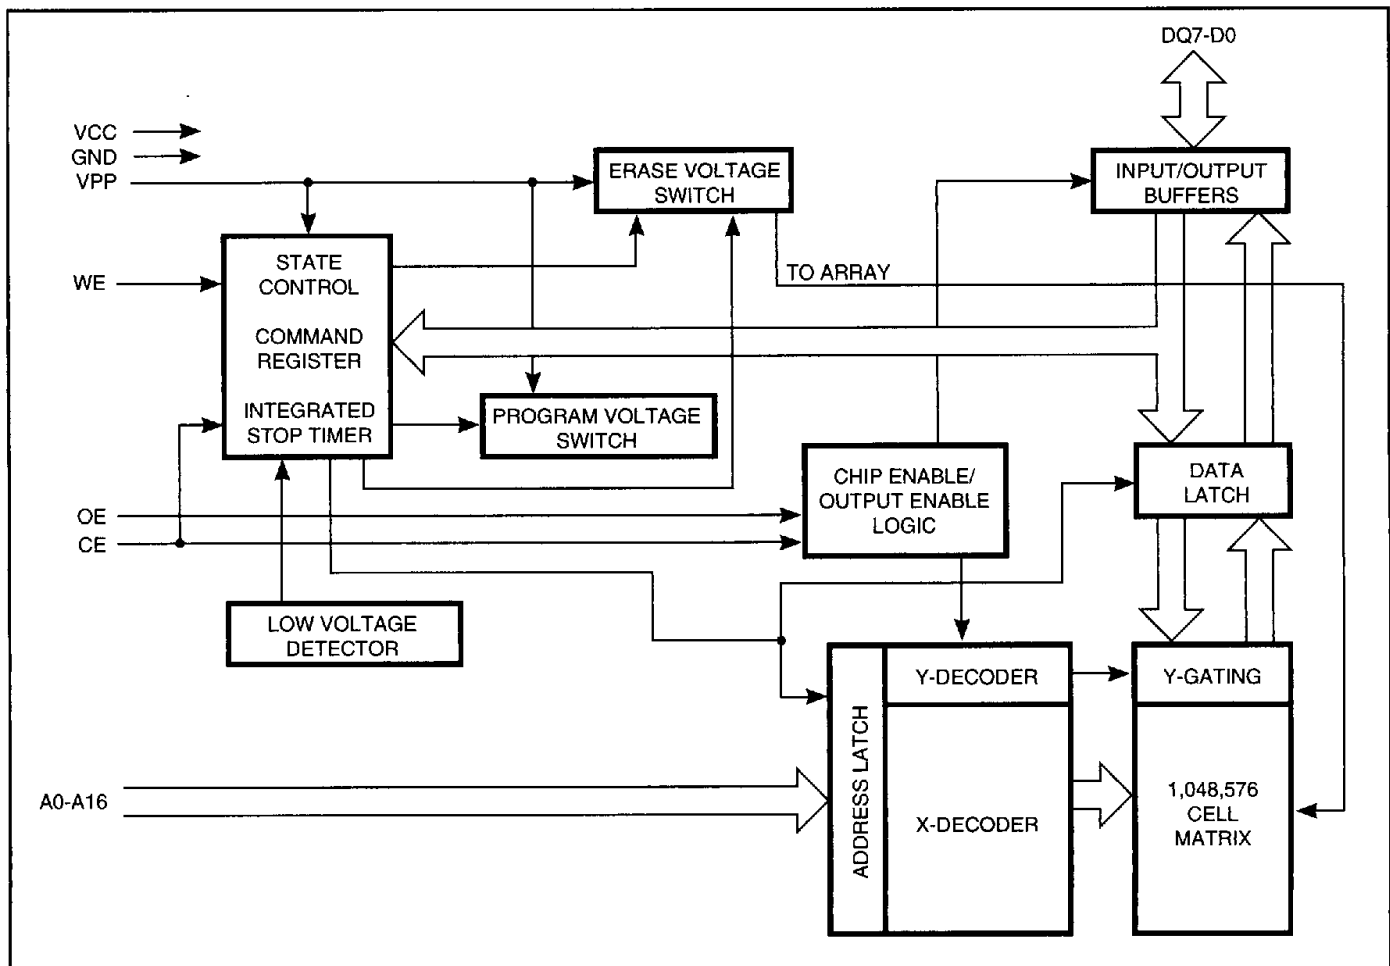 DQ7-D0
VCC
GND
VPP
ERASE VOLTAGE
SWITCH
INPUT/OUTPUT
BUFFERS
STATE
CONTROL
TO ARRAY
WE
COMMAND
REGISTER
INTEGRATED
STOP TIMER
PROGRAM VOLTAGE
SWITCH
CHIP ENABLE/
OUTPUT ENABLE
LOGIC
DATA
LATCH
OE
CE
LOW VOLTAGE
DETECTOR
Y-DECODER
Y-GATING
ADDRESS LATCH
A0-A16
X-DECODER
1,048,576
CELL
MATRIX